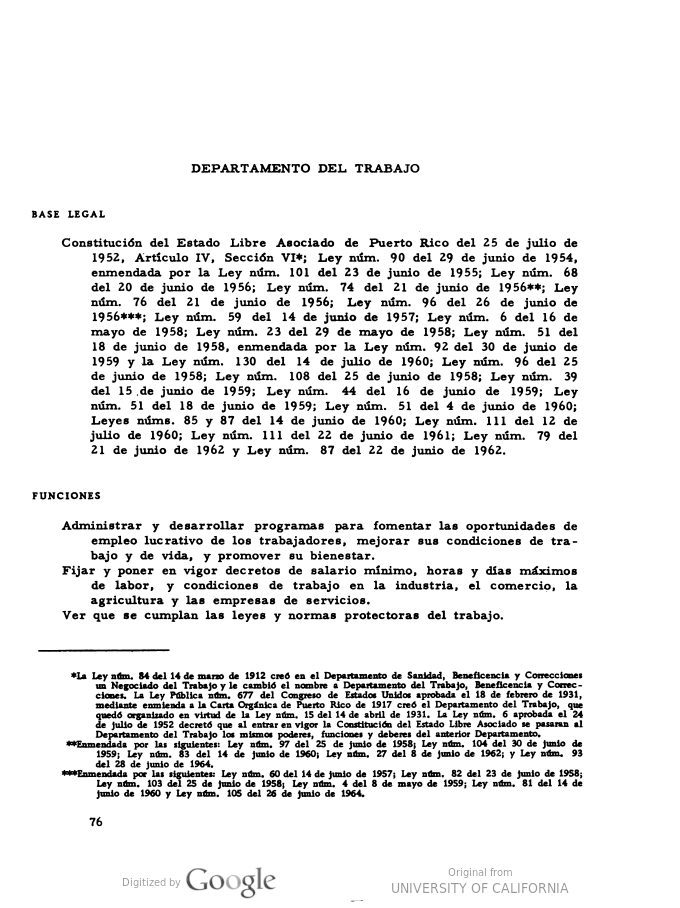 DEPARTAMENTO DEL TRABAJO
BASE LEGAL
Constitución del Estado Libre Asociado de Puerto Rico del 25 de julio de
1952, Artículo IV, Sección VI*; Ley núm. 90 del 29 de junio de 1954,
enmendada por la Ley núm. 101 del 23 de junio de 1955; Ley núm. 68
del 20 de junio de 1956; Ley núm. 74 del 21 de junio de 1956**; Ley
núm. 76 del 21 de junio de 1956; Ley núm. 96 del 26 de junio de
1956***; Ley núm. 59 del 14 de junio de 1957; Ley núm. 6 del 16 de
mayo de 1958; Ley núm. 23 del 29 de mayo de 1958; Ley núm. 51 del
18 de junio de 1958, enmendada por la Ley núm. 92 del 30 de junio de
1959 y la Ley núm. 130 del 14 de julio de 1960; Ley núm. 96 del 25
de junio de 1958; Ley núm. 108 del 25 de junio de 1958; Ley núm. 39
del 15 de junio de 1959; Ley núm. 44 del 16 de junio de 1959; Ley
núm. 51 del 18 de junio de 1959; Ley núm. 51 del 4 de junio de 1960;
Leyes núms. 85 y 87 del 14 de junio de 1960; Ley núm. 111 del 12 de
julio de 1960; Ley núm. 111 del 22 de junio de 1961; Ley núm. 79 del
21 de junio de 1962 y Ley núm. 87 del 22 de junio de 1962.
FUNCIONES
Administrar y desarrollar programas para fomentar las oportunidades de
empleo lucrativo de los trabajadores, mejorar sus condiciones de tra-
bajo y de vida, y promover su bienestar.
Fijar y poner en vigor decretos de salario mínimo, horas y días máximos
de labor, y condiciones de trabajo en la industria, el comercio, la
agricultura y las empresas de servicios.
Ver que se cumplan las leyes y normas protectoras del trabajo.
*La Ley núm. 84 del 14 de marzo de 1912 creó en el Departamento de Sanidad, Beneficencia y Correcciones
un Negociado del Trabajo y le cambió el nombre a Departamento del Trabajo, Beneficencia y Correc-
ciones. La Ley Pública núm. 677 del Congreso de Estados Unidos aprobada el 18 de febrero de 1931,
mediante enmienda a la Carta Orgánica de Puerto Rico de 1917 creó el Departamento del Trabajo, que
quedó organizado en virtud de la Ley núm. 15 del 14 de abril de 1931. La Ley núm. 6 aprobada el 24
de julio de 1952 decretó que al entrar en vigor la Constitución del Estado Libre Asociado se pasaran al
Departamento del Trabajo los mismos poderes, funciones y deberes del anterior Departamento.
**Enmendada por las siguientes: Ley núm. 97 del 25 de junio de 1958; Ley núm. 104 del 30 de junio de
1959; Ley núm. 83 del 14 de junio de 1960; Ley núm. 27 del 8 de junio de 1962; y Ley núm. 93
del 28 de junio de 1964.
***Enmendada por las siguientes: Ley núm. 60 del 14 de junio de 1957; Ley núm. 82 del 23 de junio de 1958;
Ley núm. 103 del 25 de junio de 1958; Ley núm. 4 del 8 de mayo de 1959; Ley núm. 81 del 14 de
junio de 1960 y Ley núm. 105 del 26 de junio de 1964.
76
Digitized by Google
Original from
UNIVERSITY OF CALIFORNIA